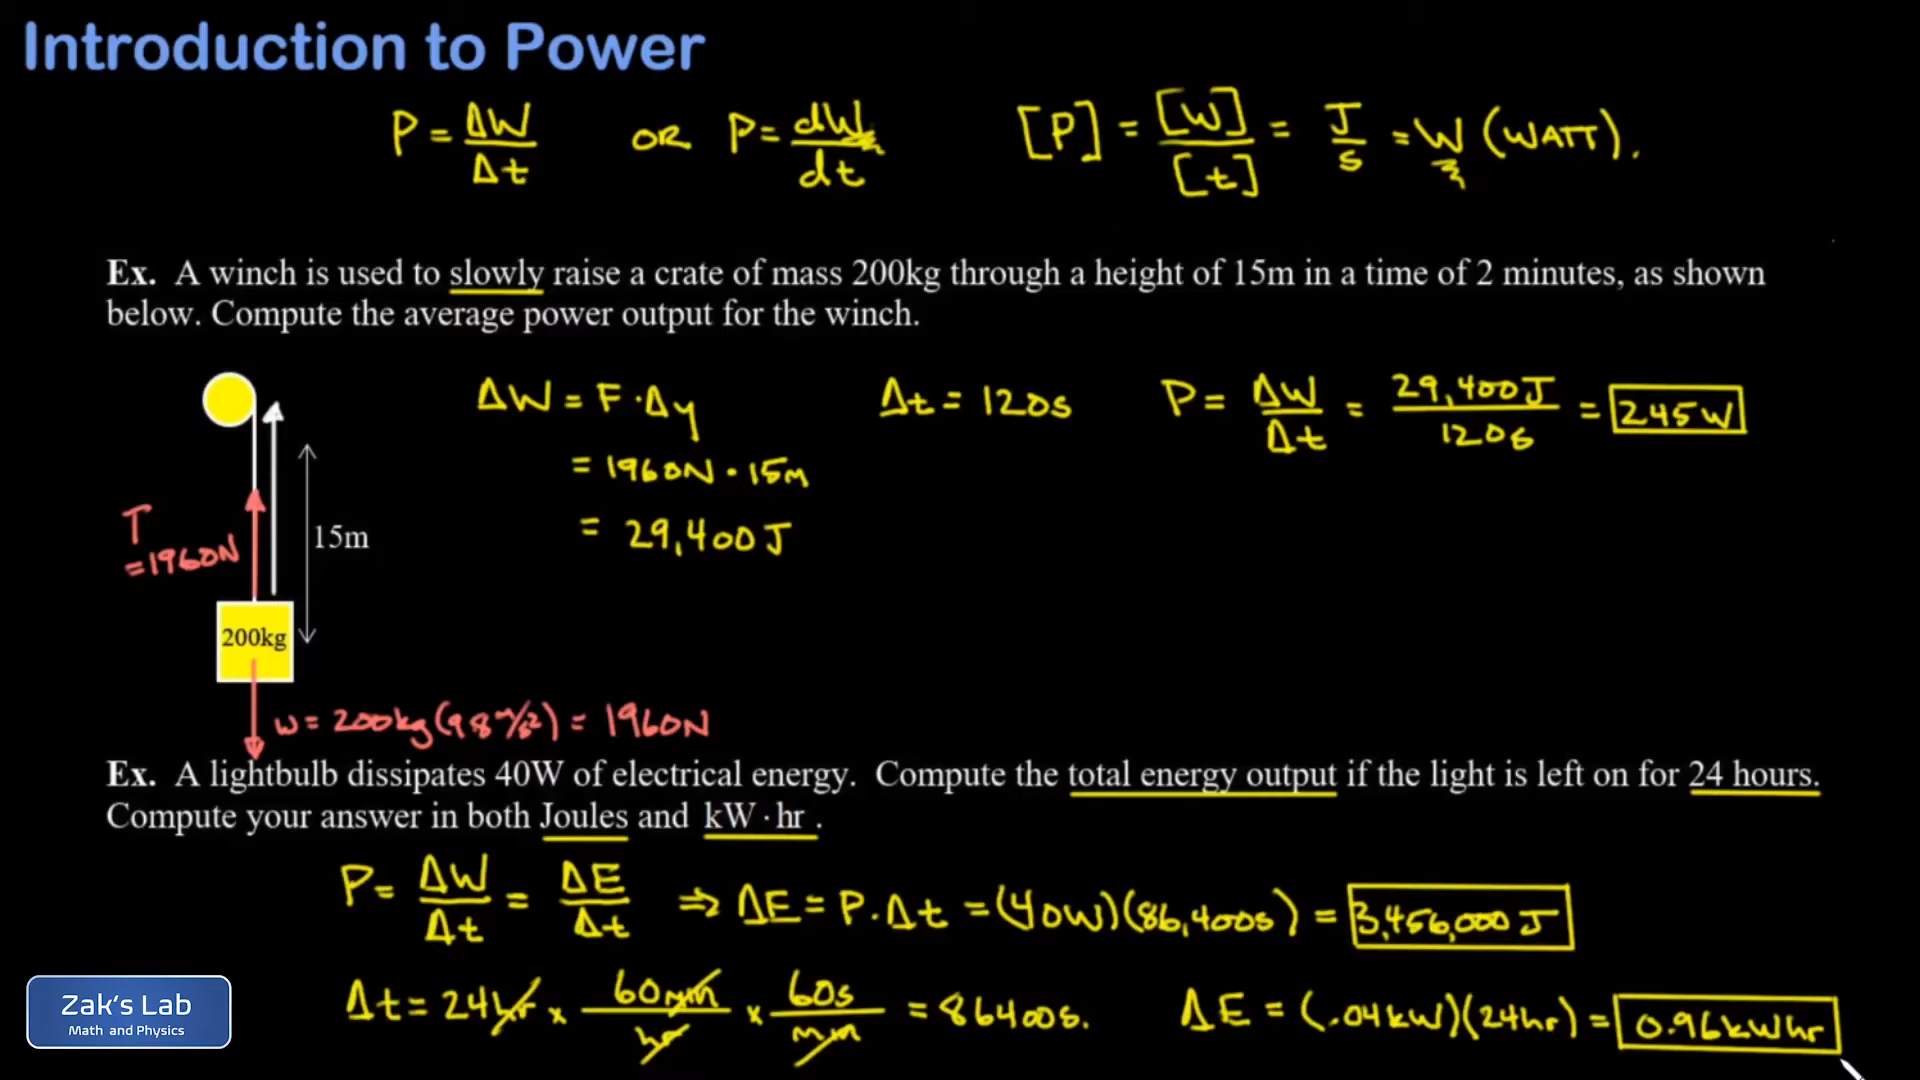 Introduction to Power
P = ΔW/Δt OR P = dW/dt [P] = [W]/[t] = J/s = W (WATT).
Ex. A winch is used to slowly raise a crate of mass 200kg through a height of 15m in a time of 2 minutes, as shown
below. Compute the average power output for the winch.
ΔW = F · Δy Δt = 120s P = ΔW/Δt = 29,400J/120s = 245W
= 1960N · 15m
= 29,400J
T
= 1960N
15m
200kg
w = 200kg(9.8 m/s²) = 1960N
Ex. A lightbulb dissipates 40W of electrical energy. Compute the total energy output if the light is left on for 24 hours.
Compute your answer in both Joules and kW·hr .
P = ΔW/Δt = ΔE/Δt ⇒ ΔE = P · Δt = (40W)(86,400s) = 3,456,000 J
Δt = 24hr × 60min/hr × 60s/min = 86400s. ΔE = (.04kW)(24hr) = 0.96kWhr
Zak's Lab
Math and Physics